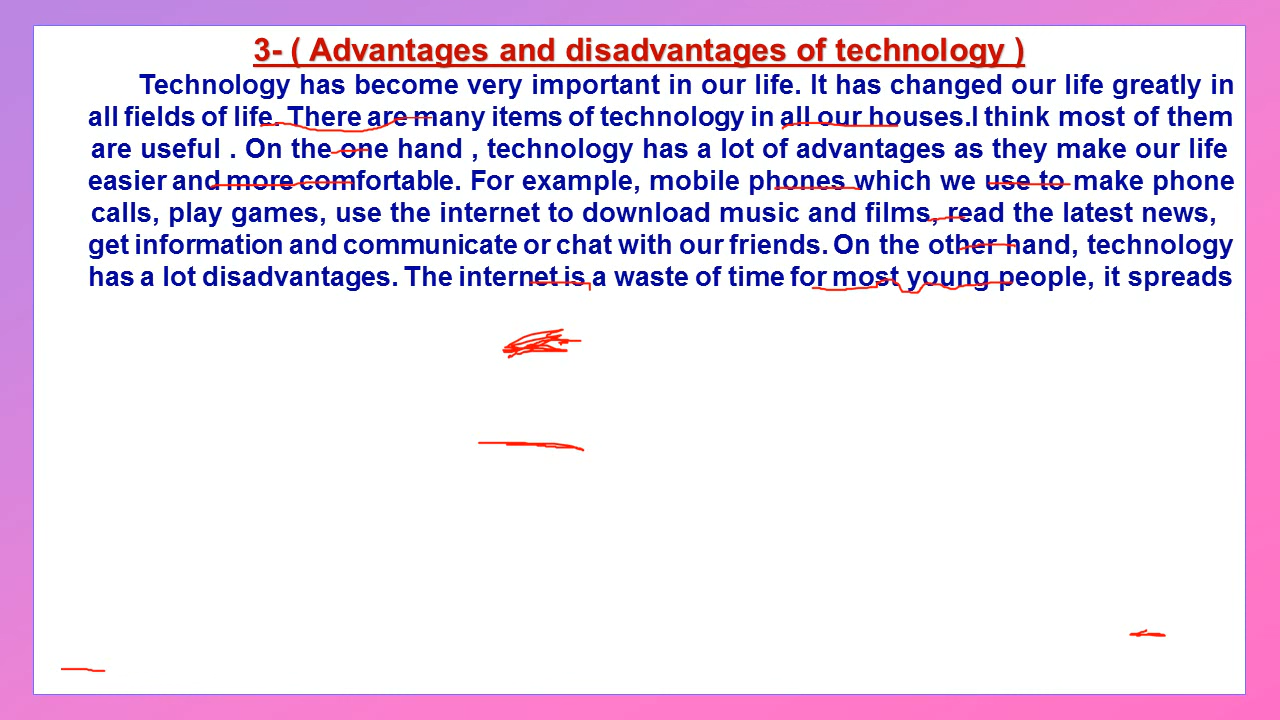 3- ( Advantages and disadvantages of technology )
Technology has become very important in our life. It has changed our life greatly in
all fields of life. There are many items of technology in all our houses.I think most of them
are useful . On the one hand , technology has a lot of advantages as they make our life
easier and more comfortable. For example, mobile phones which we use to make phone
calls, play games, use the internet to download music and films, read the latest news,
get information and communicate or chat with our friends. On the other hand, technology
has a lot disadvantages. The internet is a waste of time for most young people, it spreads